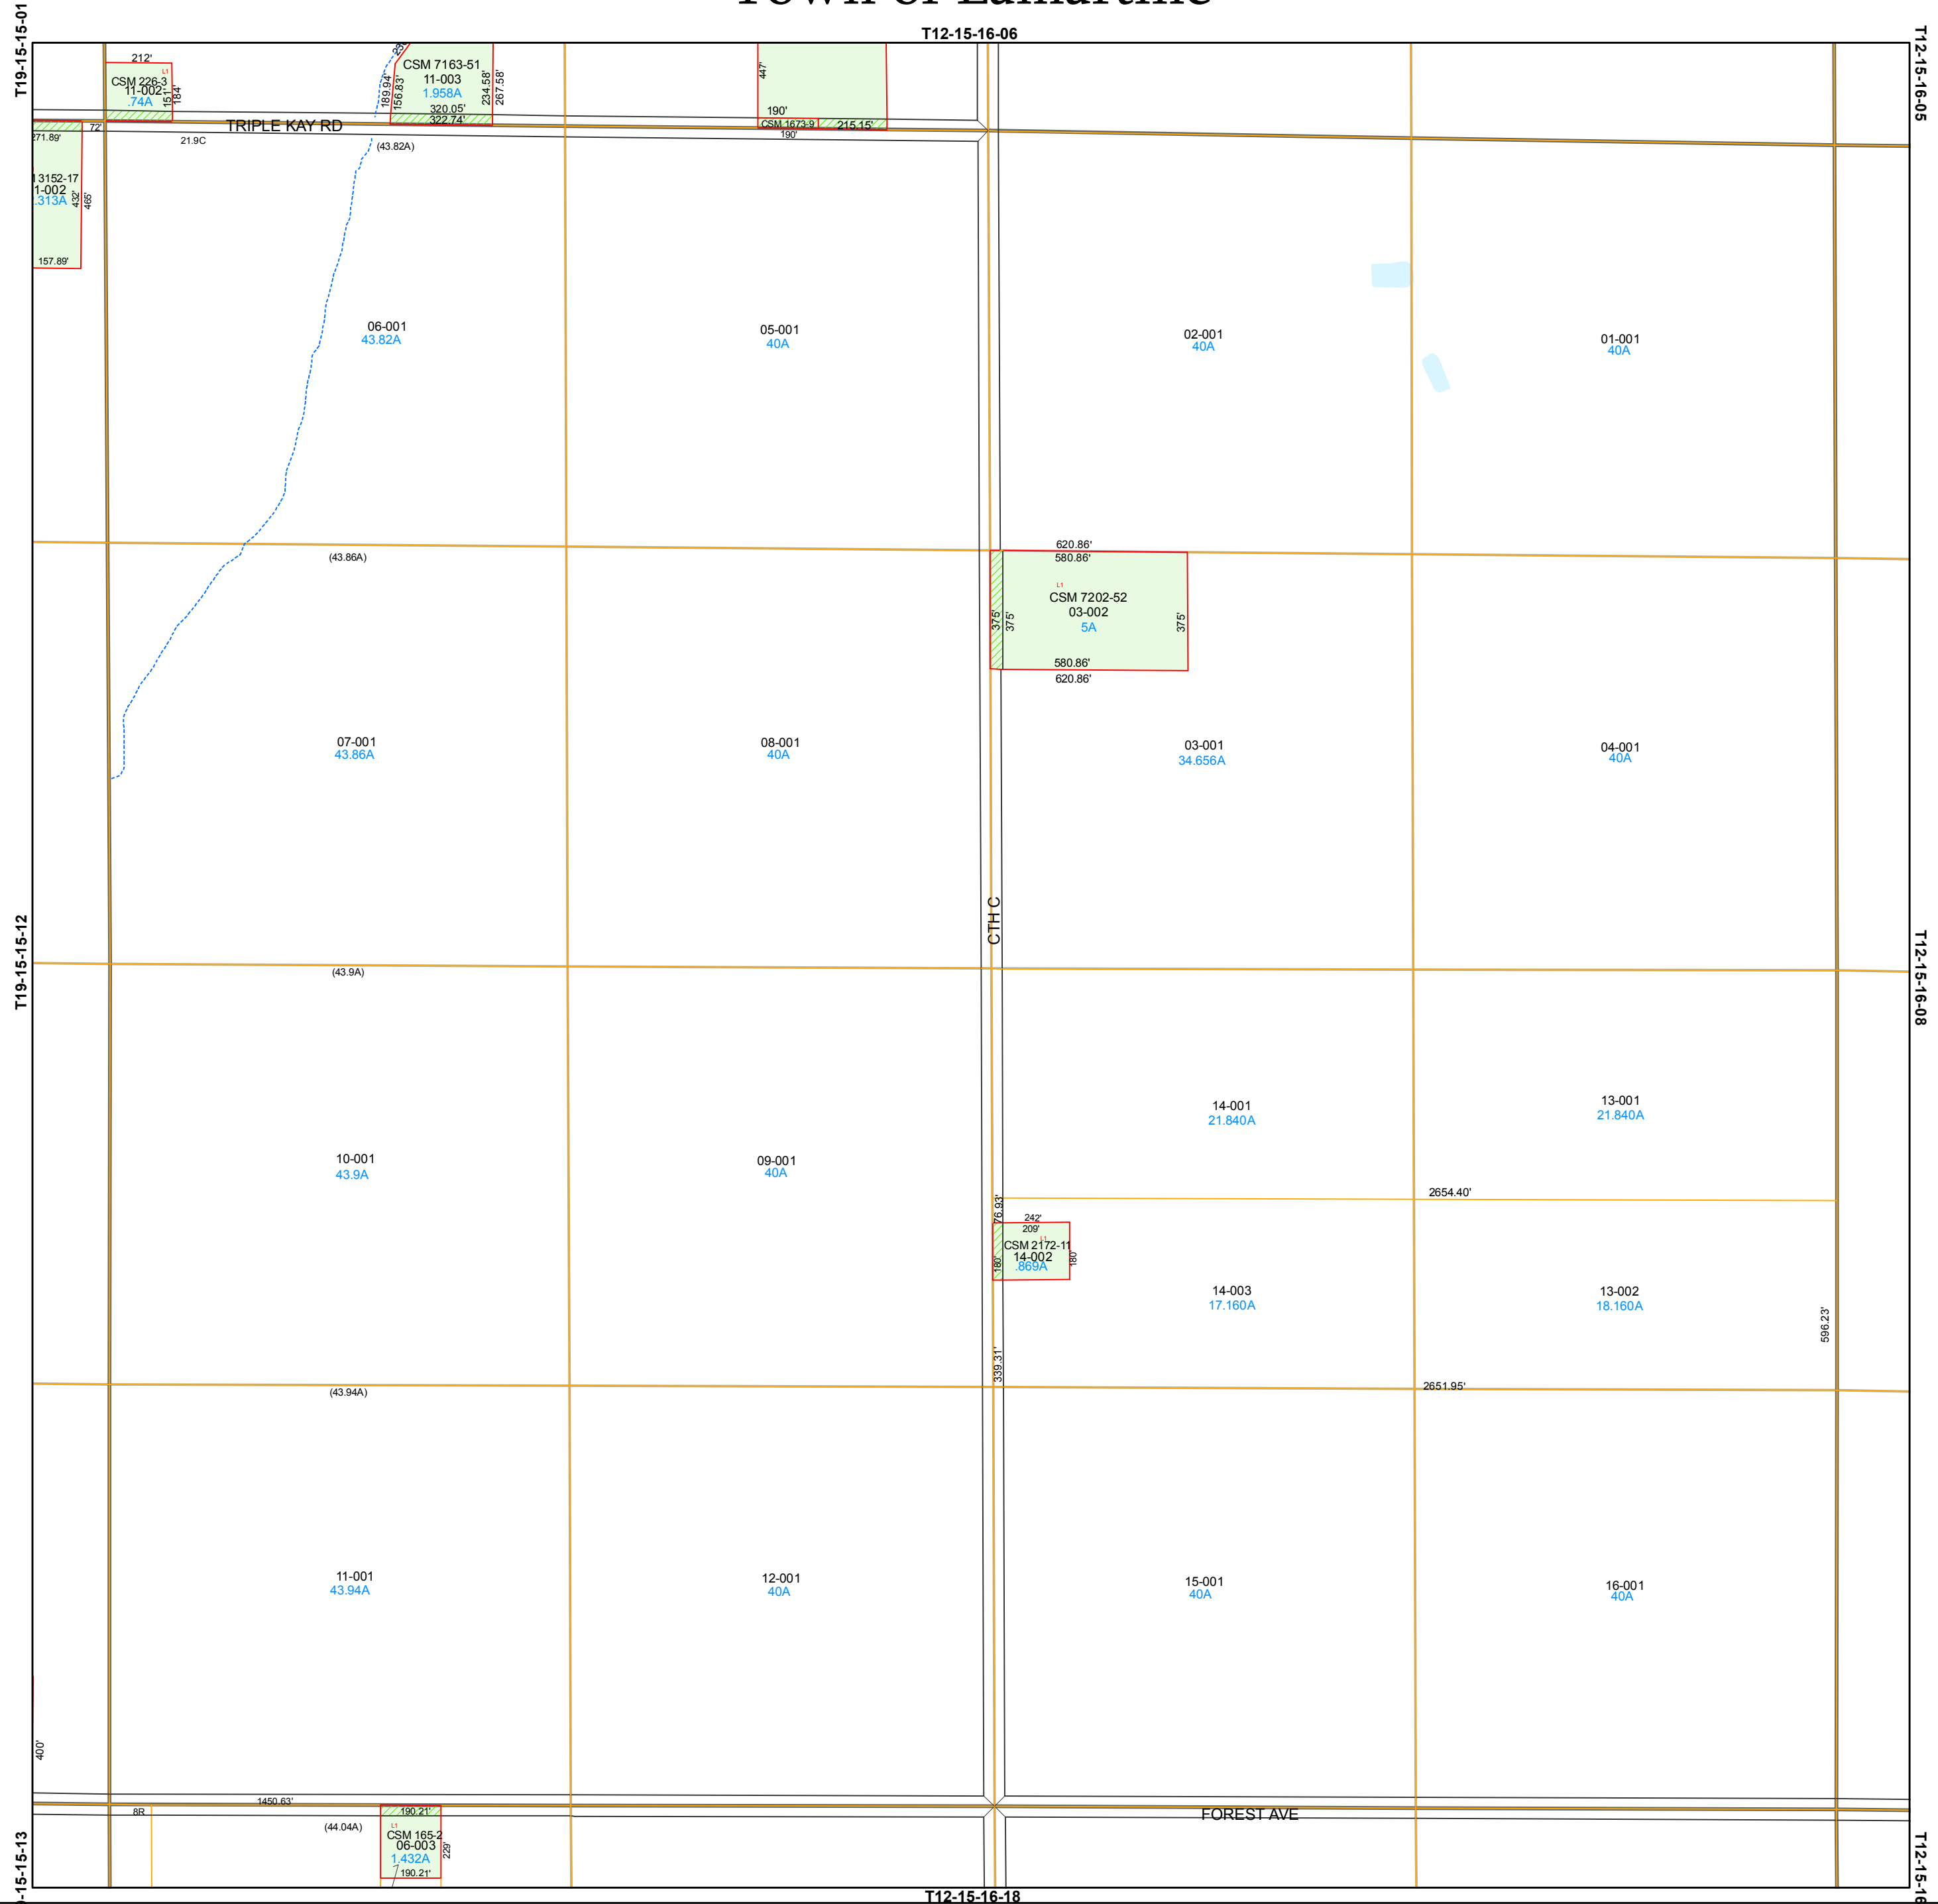 T12-15-16-06
T19-15-15-01
T12-15-16-05
212'
L1
CSM 226-3
11-002
.74A
151'
184'
189.94'
156.83'
CSM 7163-51
11-003
1.958A
234.58'
267.58'
320.05'
322.74'
447'
190'
CSM 1673-9
215.15'
190'
TRIPLE KAY RD
72'
271.89'
21.9C
(43.82A)
3152-17
1-002
.313A
432'
465'
157.89'
06-001
43.82A
05-001
40A
02-001
40A
01-001
40A
(43.86A)
620.86'
580.86'
L1
CSM 7202-52
03-002
5A
375'
375'
375'
580.86'
620.86'
07-001
43.86A
08-001
40A
03-001
34.656A
04-001
40A
T19-15-15-12
CTH C
T12-15-16-08
(43.9A)
14-001
21.840A
13-001
21.840A
10-001
43.9A
09-001
40A
76.93'
2654.40'
242'
209'
L1
CSM 2172-11
14-002
.869A
180'
180'
14-003
17.160A
13-002
18.160A
596.23'
339.31'
(43.94A)
2651.95'
11-001
43.94A
12-001
40A
15-001
40A
16-001
40A
400'
1450.63'
8R
(44.04A)
190.21'
L1
CSM 165-2
06-003
1.432A
229'
190.21'
FOREST AVE
-15-15-13
T12-15-16-18
T12-15-16